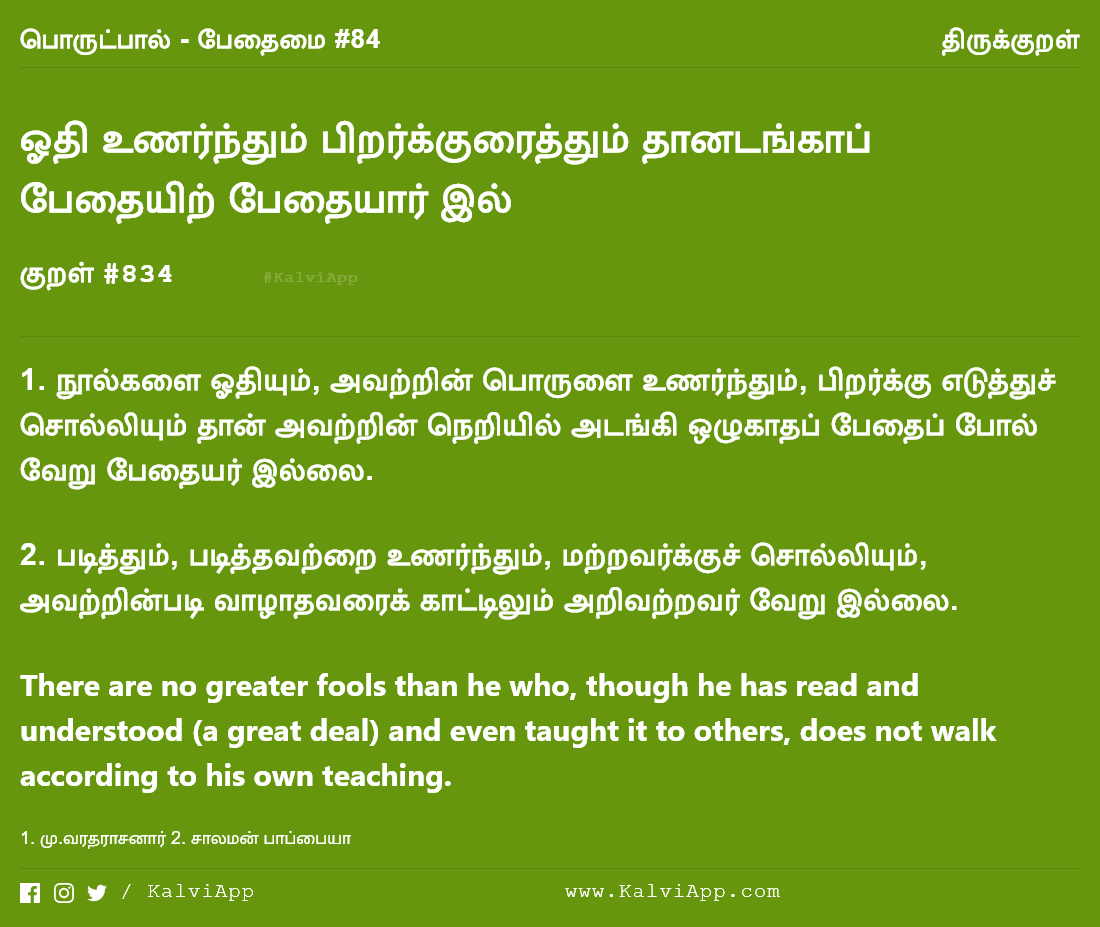 பொருட்பால் - பேதைமை #84 திருக்குறள்
ஓதி உணர்ந்தும் பிறர்க்குரைத்தும் தானடங்காப்
பேதையிற் பேதையார் இல்
குறள் #834 #KalviApp
1. நூல்களை ஓதியும், அவற்றின் பொருளை உணர்ந்தும், பிறர்க்கு எடுத்துச்
சொல்லியும் தான் அவற்றின் நெறியில் அடங்கி ஒழுகாதப் பேதைப் போல்
வேறு பேதையர் இல்லை.
2. படித்தும், படித்தவற்றை உணர்ந்தும், மற்றவர்க்குச் சொல்லியும்,
அவற்றின்படி வாழாதவரைக் காட்டிலும் அறிவற்றவர் வேறு இல்லை.
There are no greater fools than he who, though he has read and
understood (a great deal) and even taught it to others, does not walk
according to his own teaching.
1. மு.வரதராசனார் 2. சாலமன் பாப்பையா
/ KalviApp www.KalviApp.com